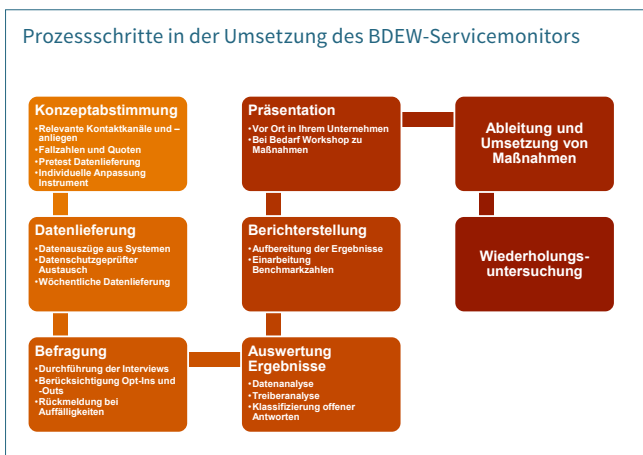 Prozessschritte in der Umsetzung des BDEW-Servicemonitors
Konzeptabstimmung
•Relevante Kontaktkanäle und –
anliegen
•Fallzahlen und Quoten
•Pretest Datenlieferung
•Individuelle Anpassung
Instrument
Datenlieferung
•Datenauszüge aus Systemen
•Datenschutzgeprüfter
Austausch
•Wöchentliche Datenlieferung
Befragung
•Durchführung der Interviews
•Berücksichtigung Opt-Ins und
-Outs
•Rückmeldung bei
Auffälligkeiten
Auswertung
Ergebnisse
•Datenanalyse
•Treiberanalyse
•Klassifizierung offener
Antworten
Berichterstellung
•Aufbereitung der Ergebnisse
•Einarbeitung
Benchmarkzahlen
Präsentation
•Vor Ort in Ihrem Unternehmen
•Bei Bedarf Workshop zu
Maßnahmen
Ableitung und
Umsetzung von
Maßnahmen
Wiederholungs-
untersuchung